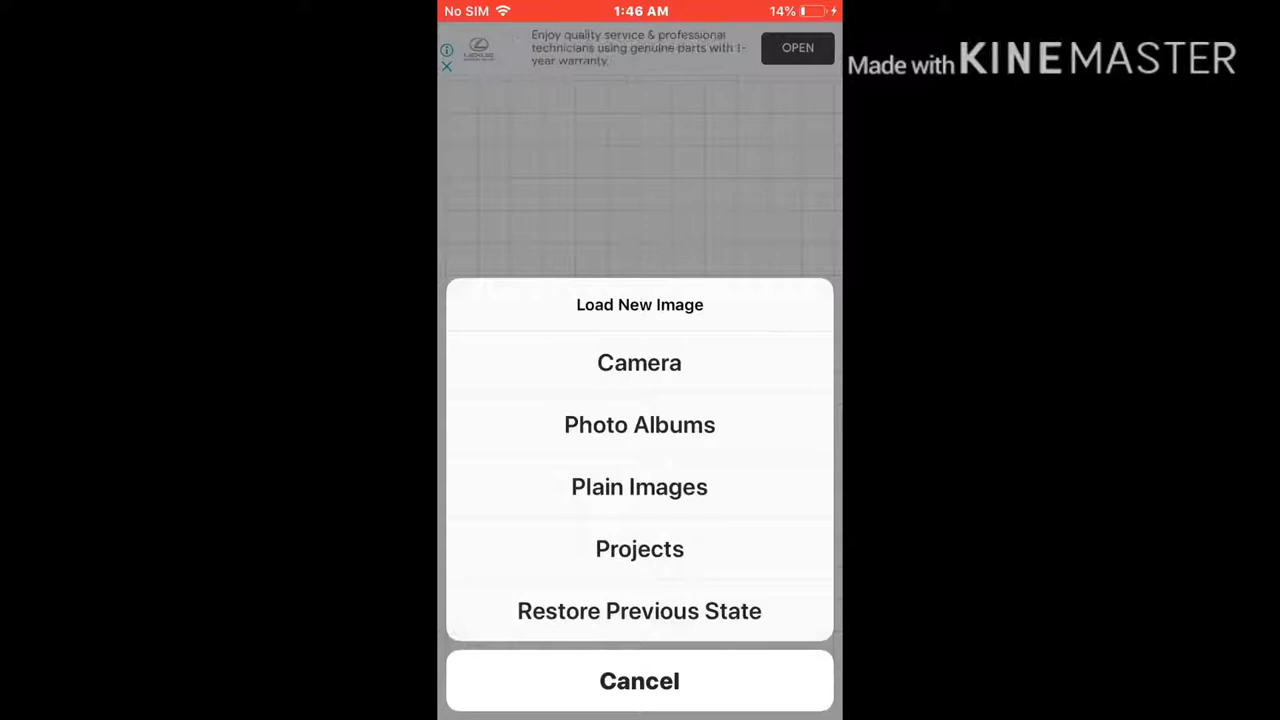 No SIM 1:46 AM 14%
Enjoy quality service & professional
technicians using genuine parts with 1-
year warranty.
LEXUS
OPEN
Made with KINEMASTER
Load New Image
Camera
Photo Albums
Plain Images
Projects
Restore Previous State
Cancel